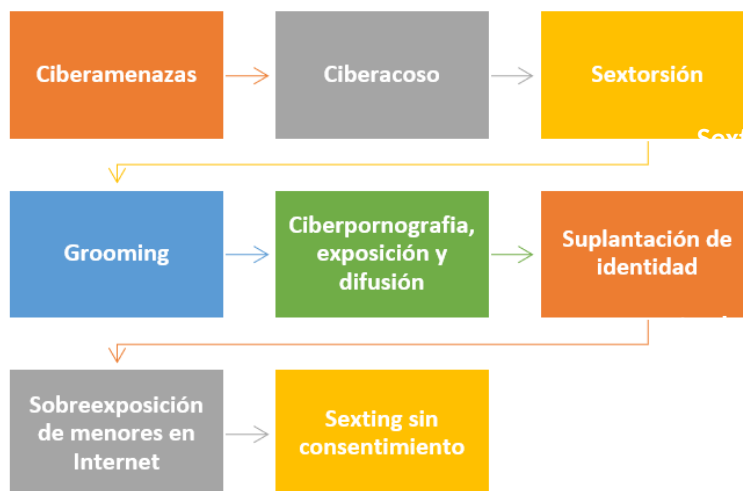 Ciberamenazas
Ciberacoso
Sextorsión
Grooming
Ciberpornografia,
exposición y
difusión
Suplantación de
identidad
Sobreexposición
de menores en
Internet
Sexting sin
consentimiento